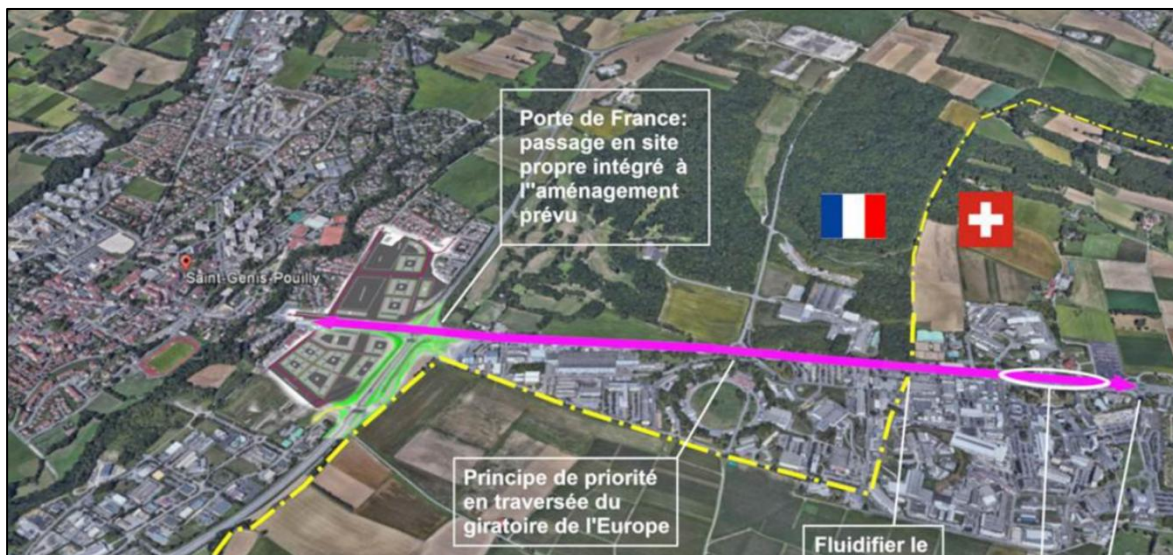 Porte de France:
passage en site
propre intégré à
l''aménagement
prévu
Saint-Genis-Pouilly
Principe de priorité
en traversée du
giratoire de l'Europe
Fluidifier le